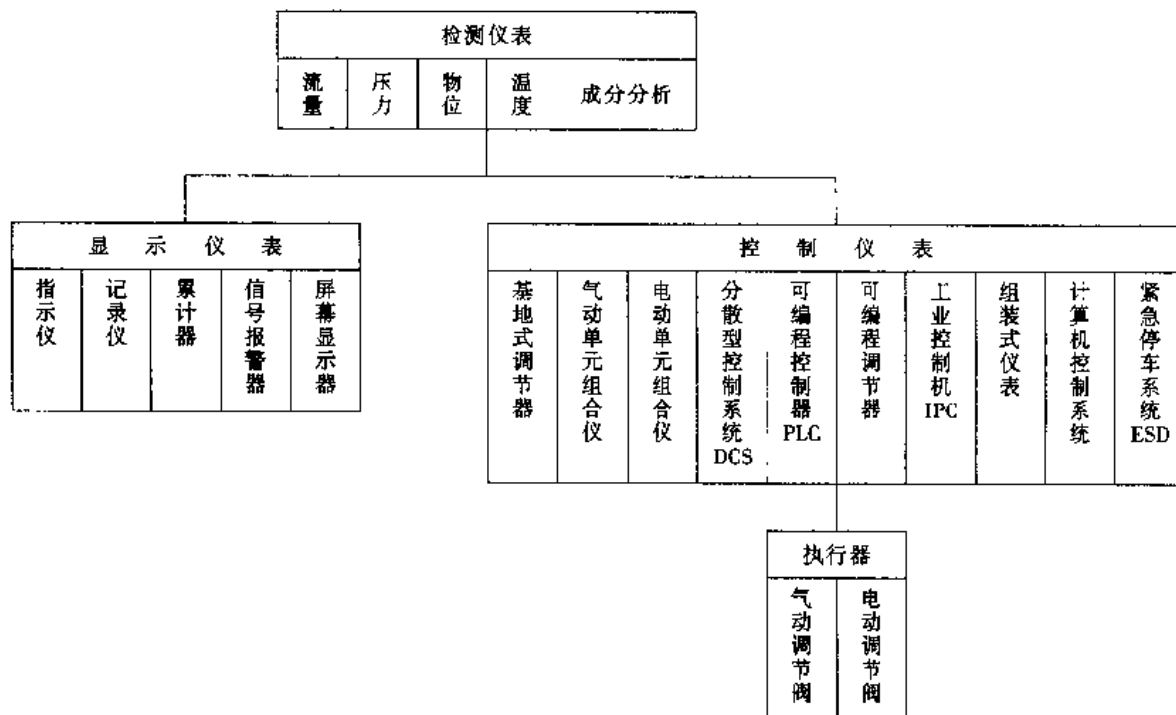 检测仪表
流量
压力
物位
温度
成分分析
显示仪表
指示仪
记录仪
累计器
信号报警器
屏幕显示器
控制仪表
基地式调节器
气动单元组合仪
电动单元组合仪
分散型控制系统DCS
可编程控制器PLC
可编程调节器
工业控制机IPC
组装式仪表
计算机控制系统
紧急停车系统ESD
执行器
气动调节阀
电动调节阀